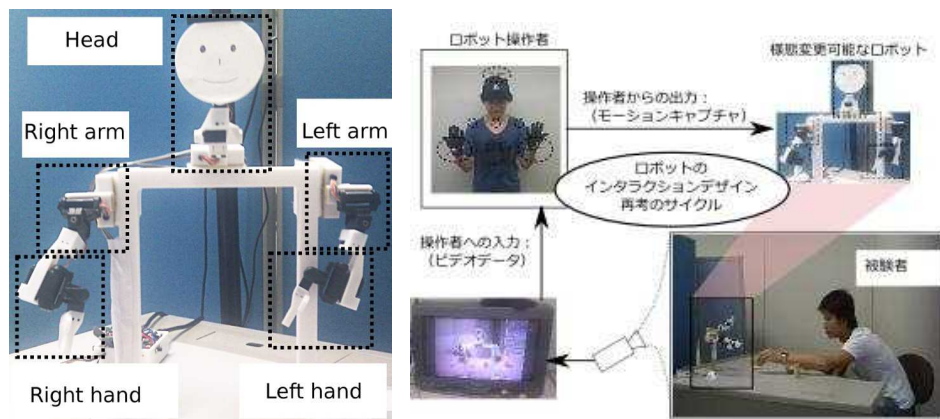 Head
Right arm
Left arm
Right hand
Left hand
ロボット操作者
様態変更可能なロボット
操作者からの出力：
（モーションキャプチャ）
ロボットの
インタラクションデザイン
再考のサイクル
操作者への入力：
（ビデオデータ）
被験者